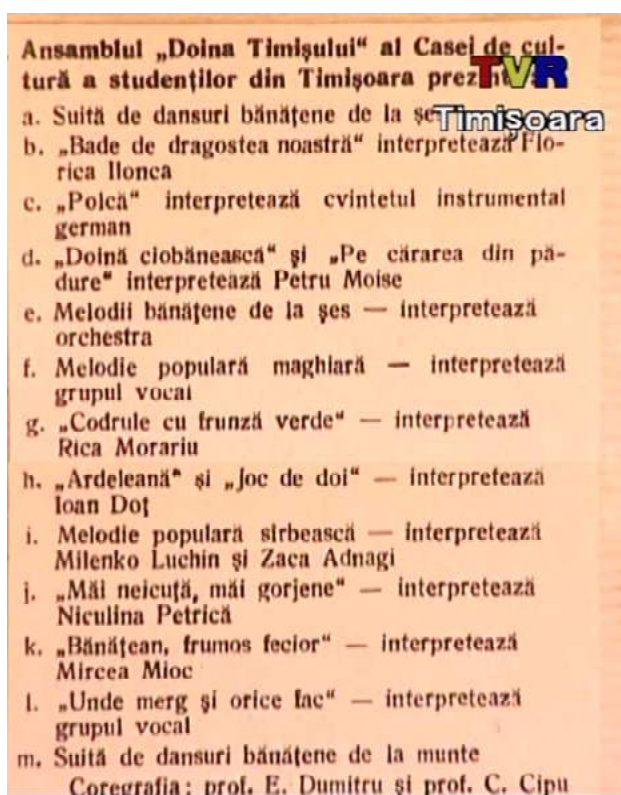 Ansamblul „Doina Timișului" al Casei de cul-
tură a studenților din Timișoara
TVR
Timișoara
a. Suită de dansuri bănățene de la
b. „Bade de dragostea noastră" interpretează Flo-
rica Ilonca
c. „Polcă" interpretează cvintetul instrumental
german
d. „Doină ciobănească" și „Pe cărarea din pă-
dure" interpretează Petru Moise
e. Melodii bănățene de la șes — interpretează
orchestra
f. Melodie populară maghiară — interpretează
grupul vocal
g. „Codrule cu frunză verde" — interpretează
Rica Morariu
h. „Ardeleană" și „Joc de doi" — interpretează
Ioan Doț
i. Melodie populară sîrbească — interpretează
Milenko Luchin și Zaca Adnagi
j. „Măi neicuță, măi gorjene" — interpretează
Niculina Petrică
k. „Bănățean, frumos fecior" — interpretează
Mircea Mioc
l. „Unde merg și orice fac" — interpretează
grupul vocal
m. Suită de dansuri bănățene de la munte
Coregrafia: prof. E. Dumitru și prof. C. Cipu